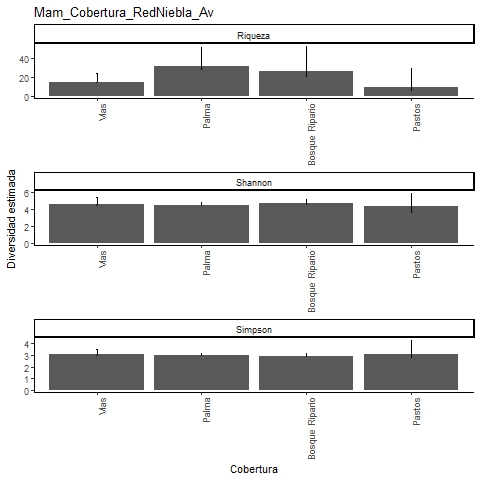 Mam_Cobertura_RedNiebla_Av
Riqueza
40
20
0
Vias
Palma
Bosque Ripario
Pastos
Diversidad estimada
Shannon
6
4
2
0
Vias
Palma
Bosque Ripario
Pastos
Simpson
4
3
2
1
0
Vias
Palma
Bosque Ripario
Pastos
Cobertura